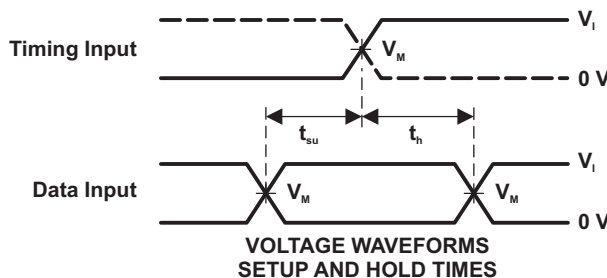 V_I
Timing Input
V_M
0 V
t_su
t_h
V_I
Data Input
V_M
V_M
0 V
VOLTAGE WAVEFORMS
SETUP AND HOLD TIMES